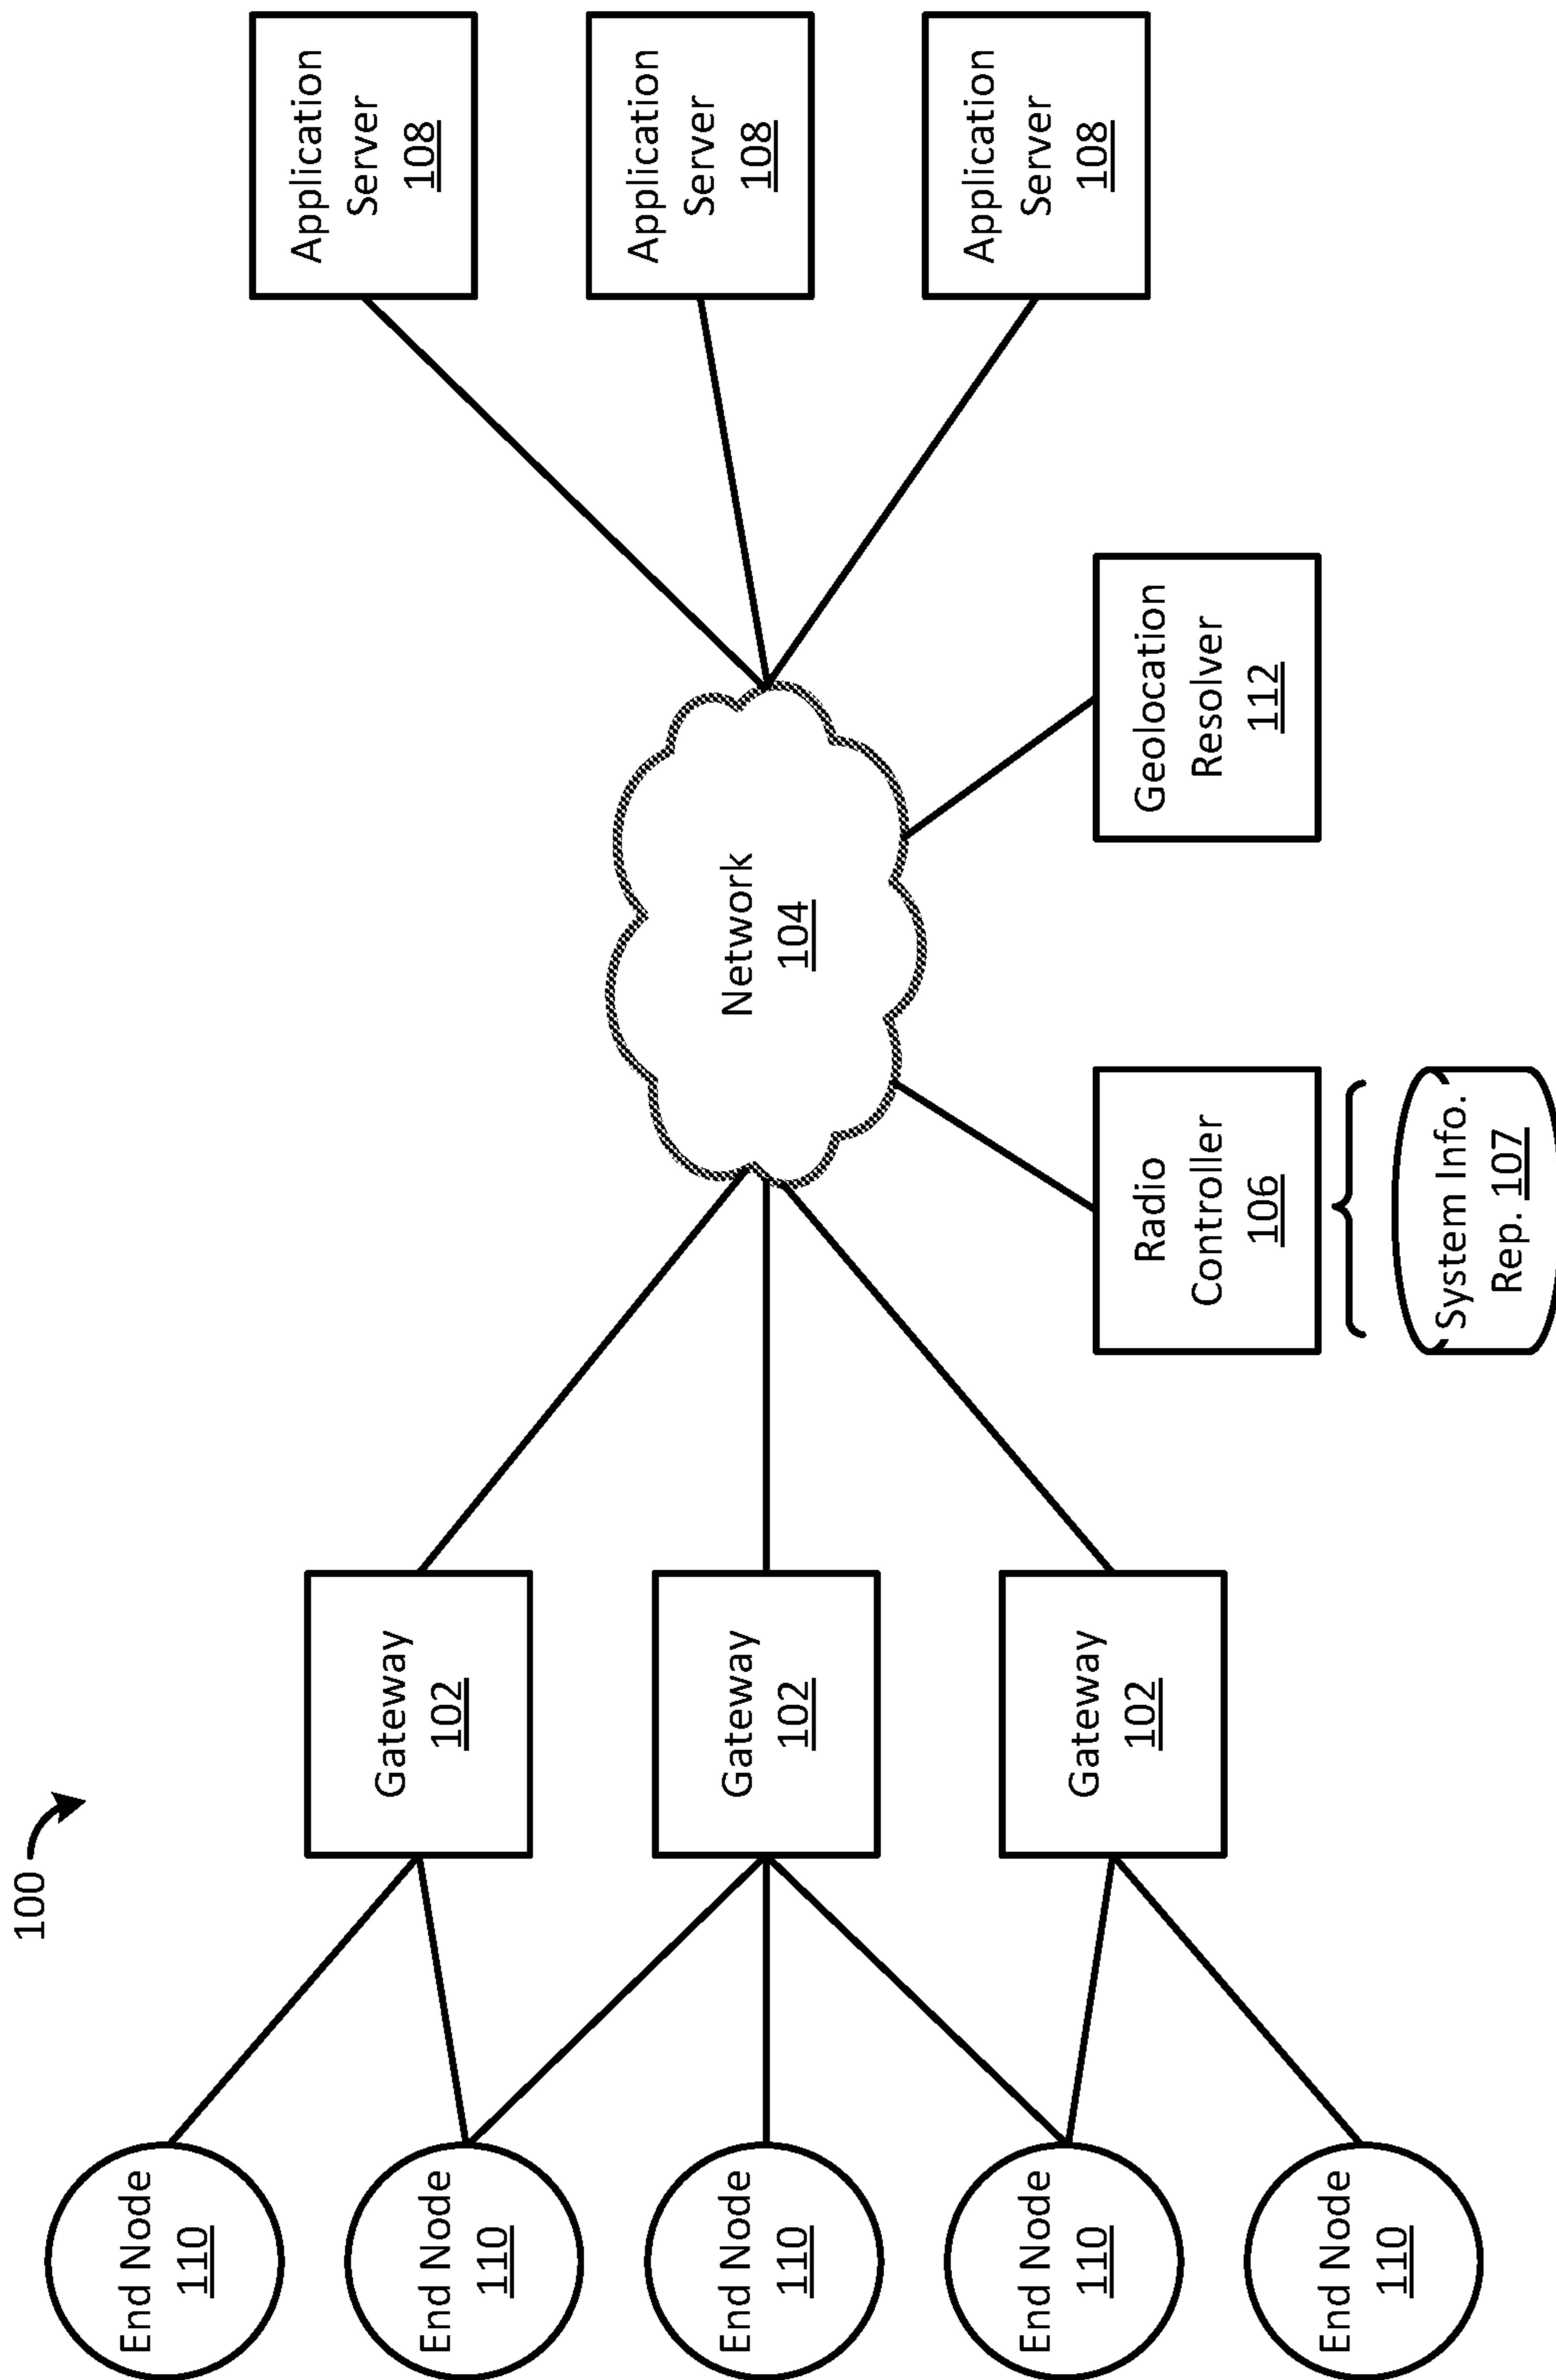 100
End Node
110
End Node
110
End Node
110
End Node
110
End Node
110
Gateway
102
Gateway
102
Gateway
102
Network
104
Radio
Controller
106
System Info.
Rep. 107
Geolocation
Resolver
112
Application
Server
108
Application
Server
108
Application
Server
108